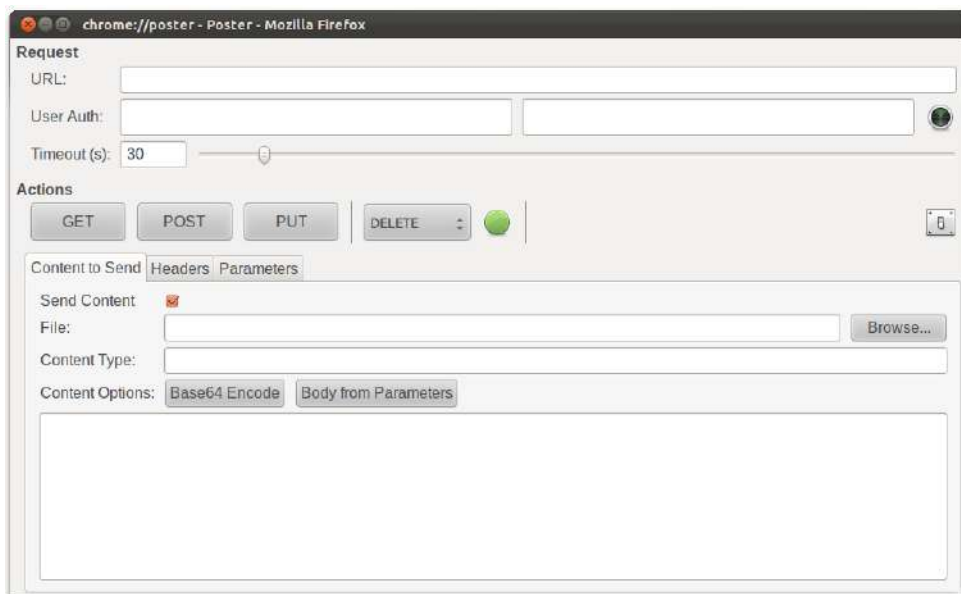 chrome://poster - Poster - Mozilla Firefox
Request
URL:
User Auth:
Timeout (s): 30
Actions
GET POST PUT DELETE
Content to Send Headers Parameters
Send Content
File: Browse...
Content Type:
Content Options: Base64 Encode Body from Parameters